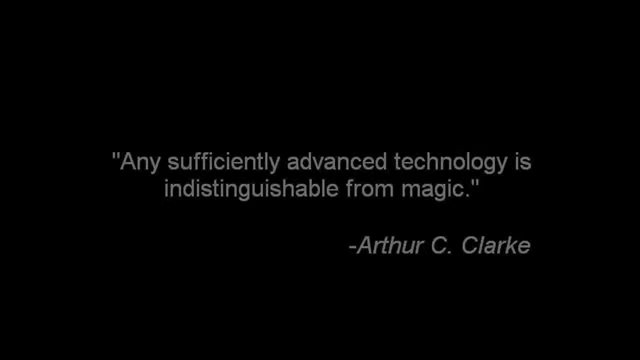 "Any sufficiently advanced technology is
indistinguishable from magic."
-Arthur C. Clarke